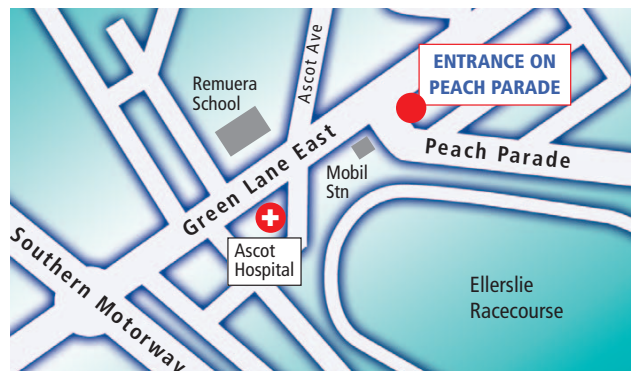 Ascot Ave
ENTRANCE ON
PEACH PARADE
Remuera
School
Green Lane East
Peach Parade
Mobil
Stn
Southern Motorway
Ascot
Hospital
Ellerslie
Racecourse